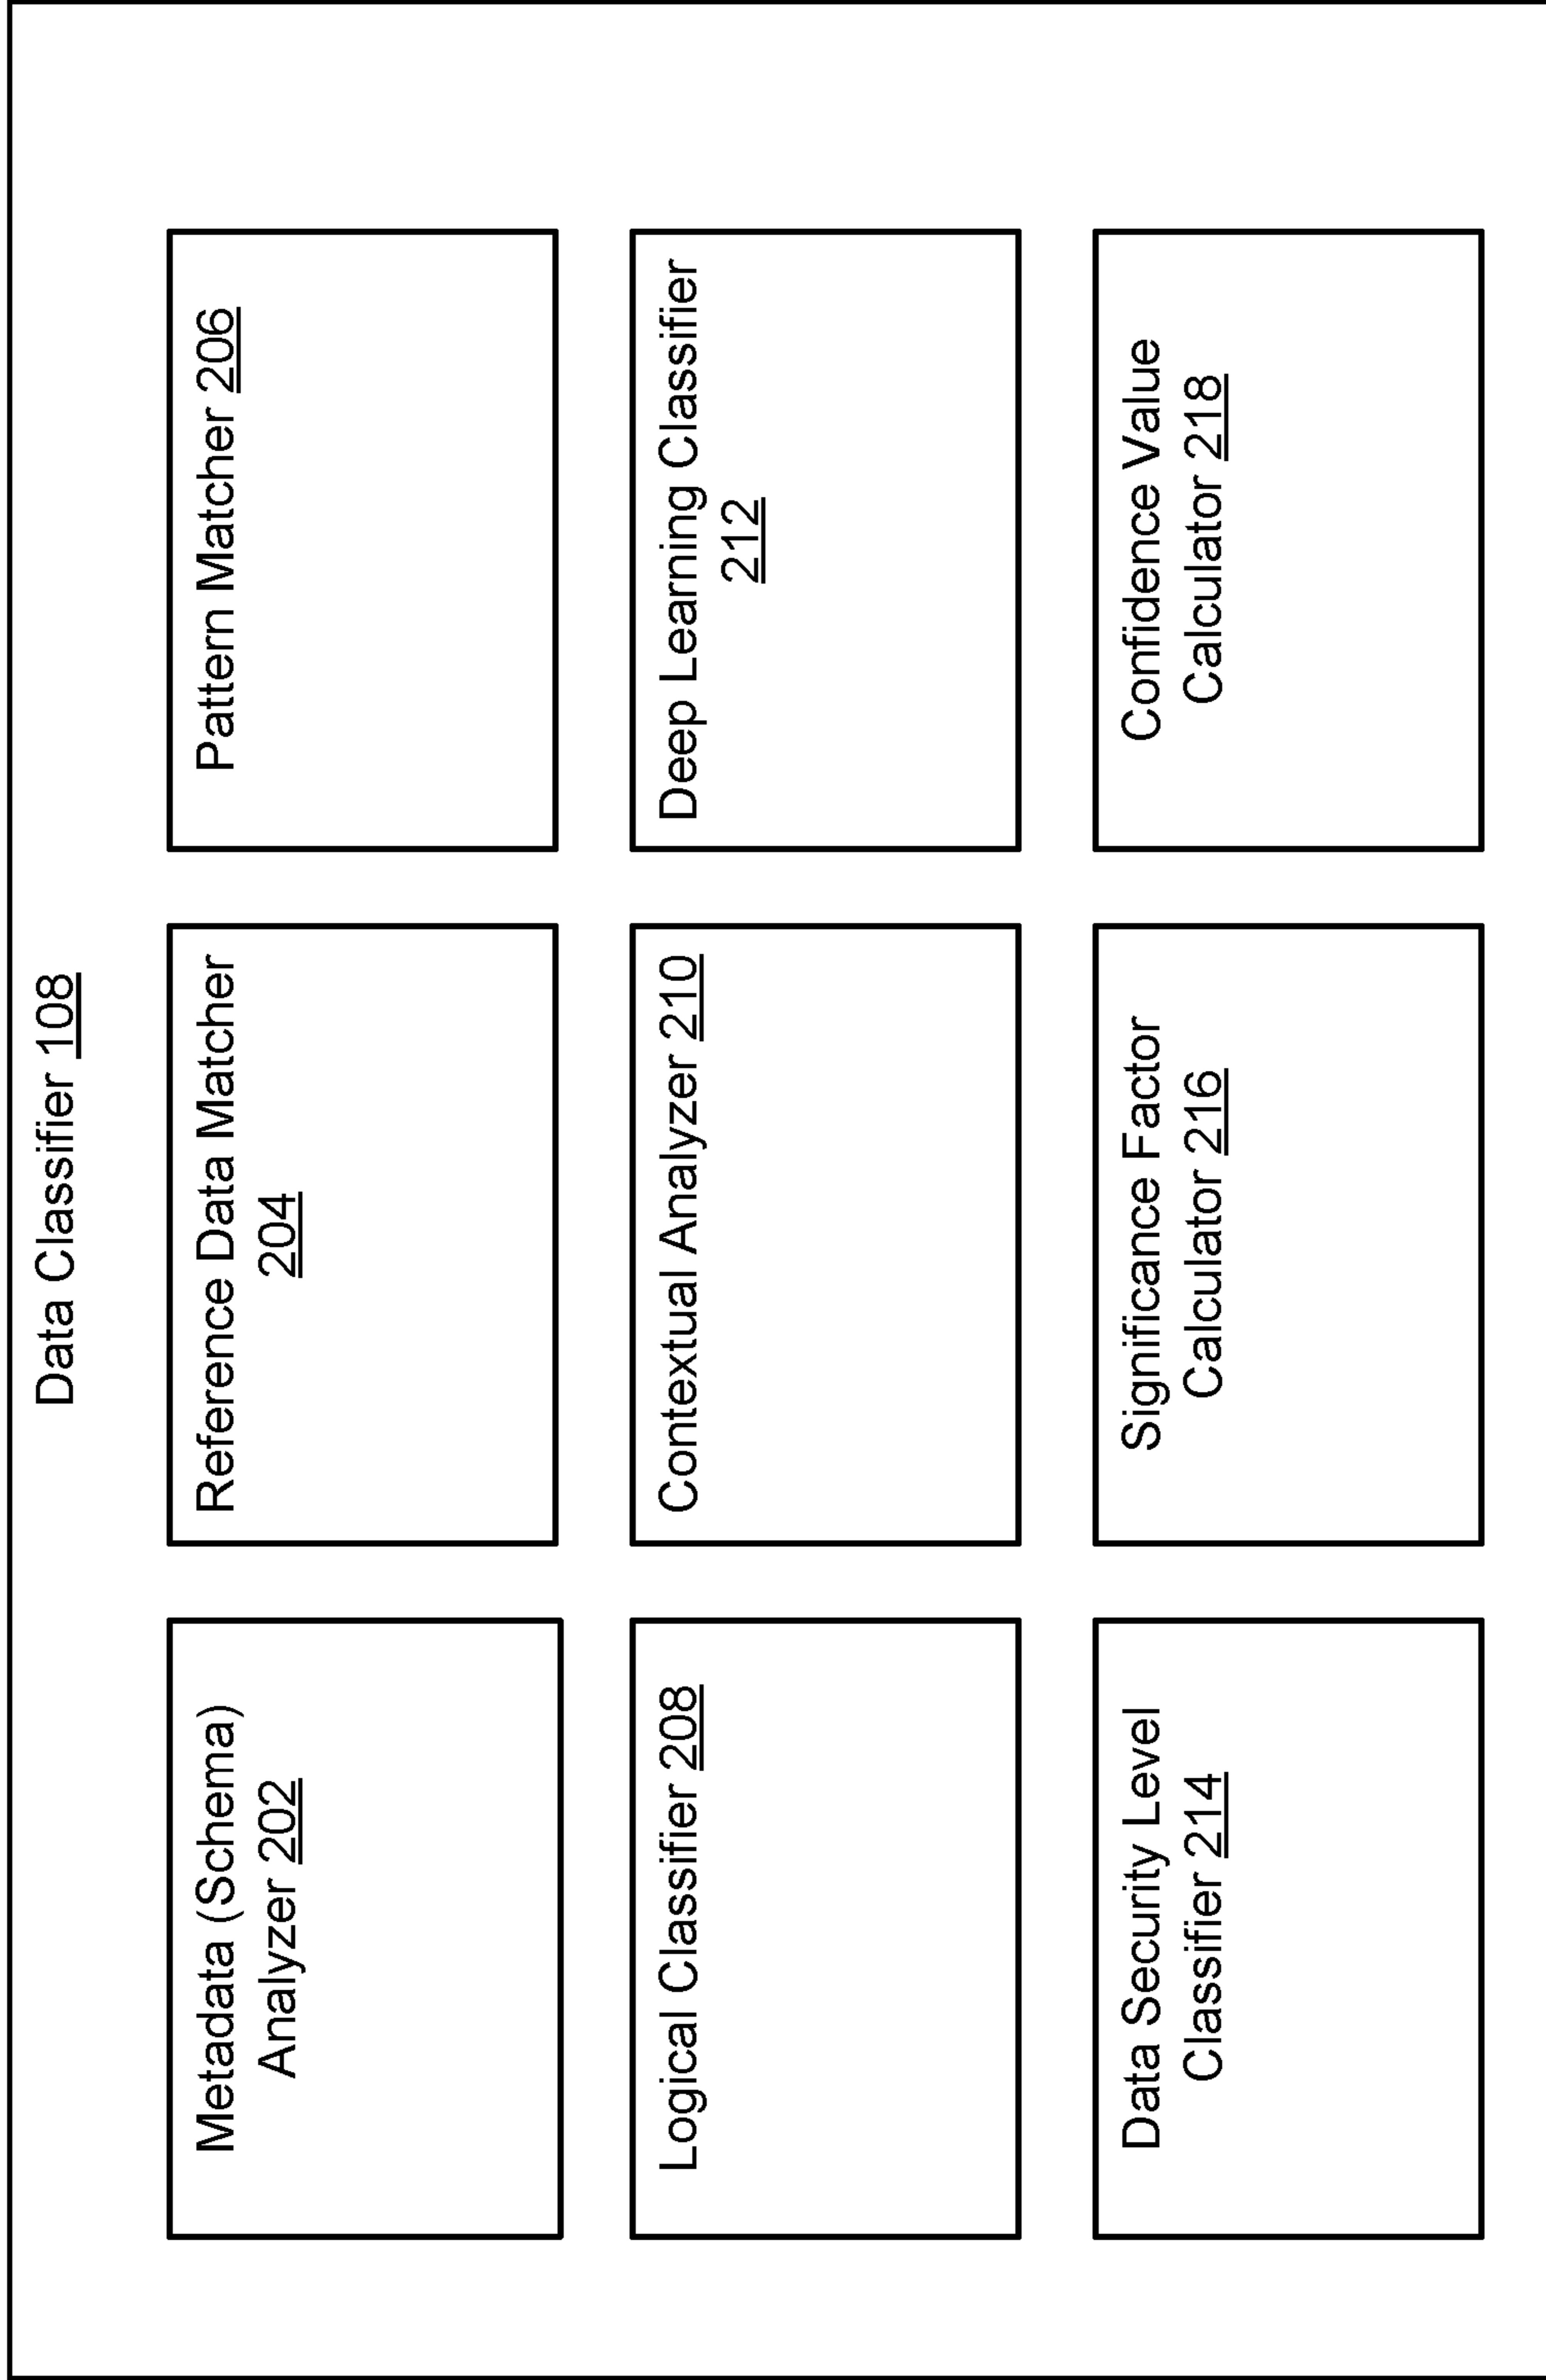 Data Classifier 108
Metadata (Schema)
Analyzer 202
Reference Data Matcher
204
Pattern Matcher 206
Logical Classifier 208
Contextual Analyzer 210
Deep Learning Classifier
212
Data Security Level
Classifier 214
Significance Factor
Calculator 216
Confidence Value
Calculator 218